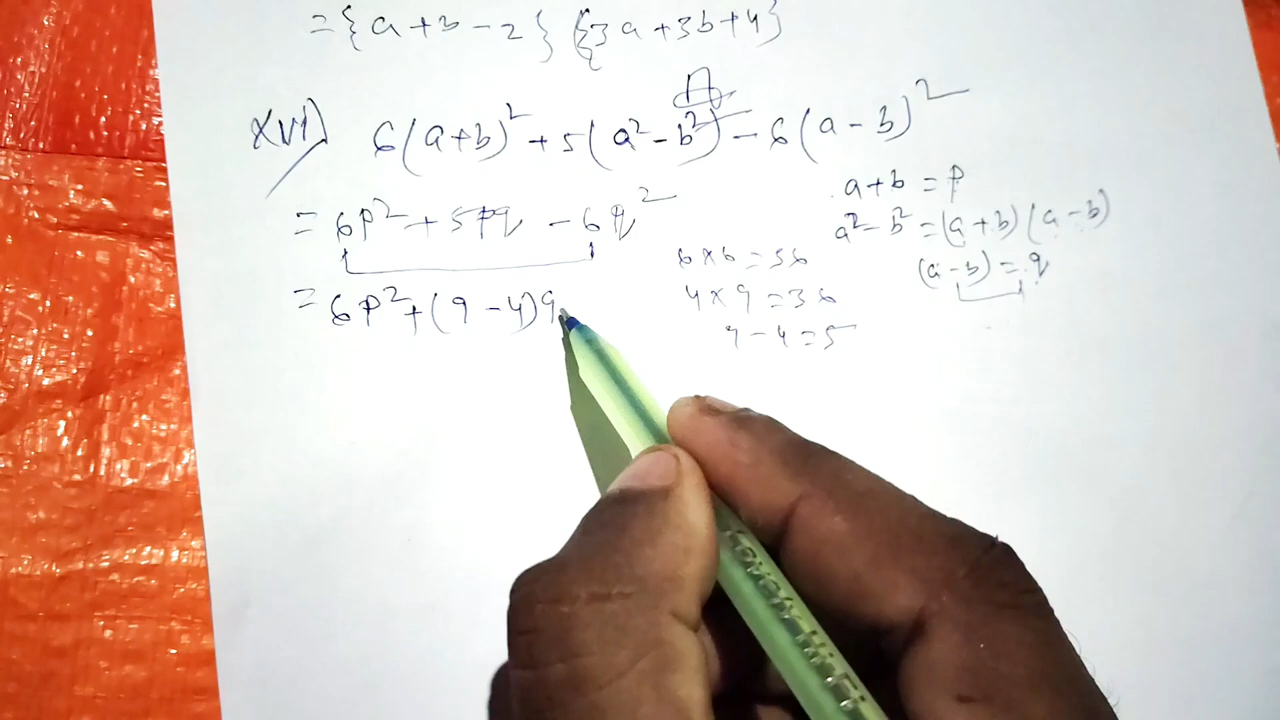 = {a + b - 2} {3a + 3b + 4}
xvi) 6(a+b)² + 5(a² - b²) - 6(a - b)²
a + b = p
= 6p² + 5pq - 6q²
a² - b² = (a + b)(a - b)
6 × 6 = 36
(a - b) = q
= 6p² + (9 - 4)q
4 × 9 = 36
9 - 4 = 5